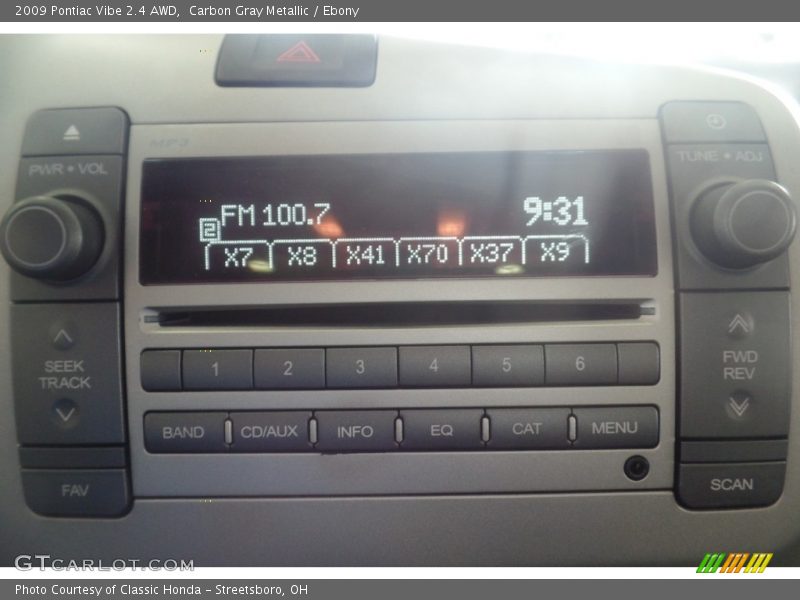 2009 Pontiac Vibe 2.4 AWD,  Carbon Gray Metallic / Ebony
MP3
PWR • VOL
TUNE • ADJ
FM 100.7
9:31
2
X7 X8 X41 X70 X37 X9
SEEK
TRACK
FWD
REV
1 2 3 4 5 6
BAND CD/AUX INFO EQ CAT MENU
FAV
SCAN
GTCARLOT.COM
Photo Courtesy of Classic Honda - Streetsboro, OH